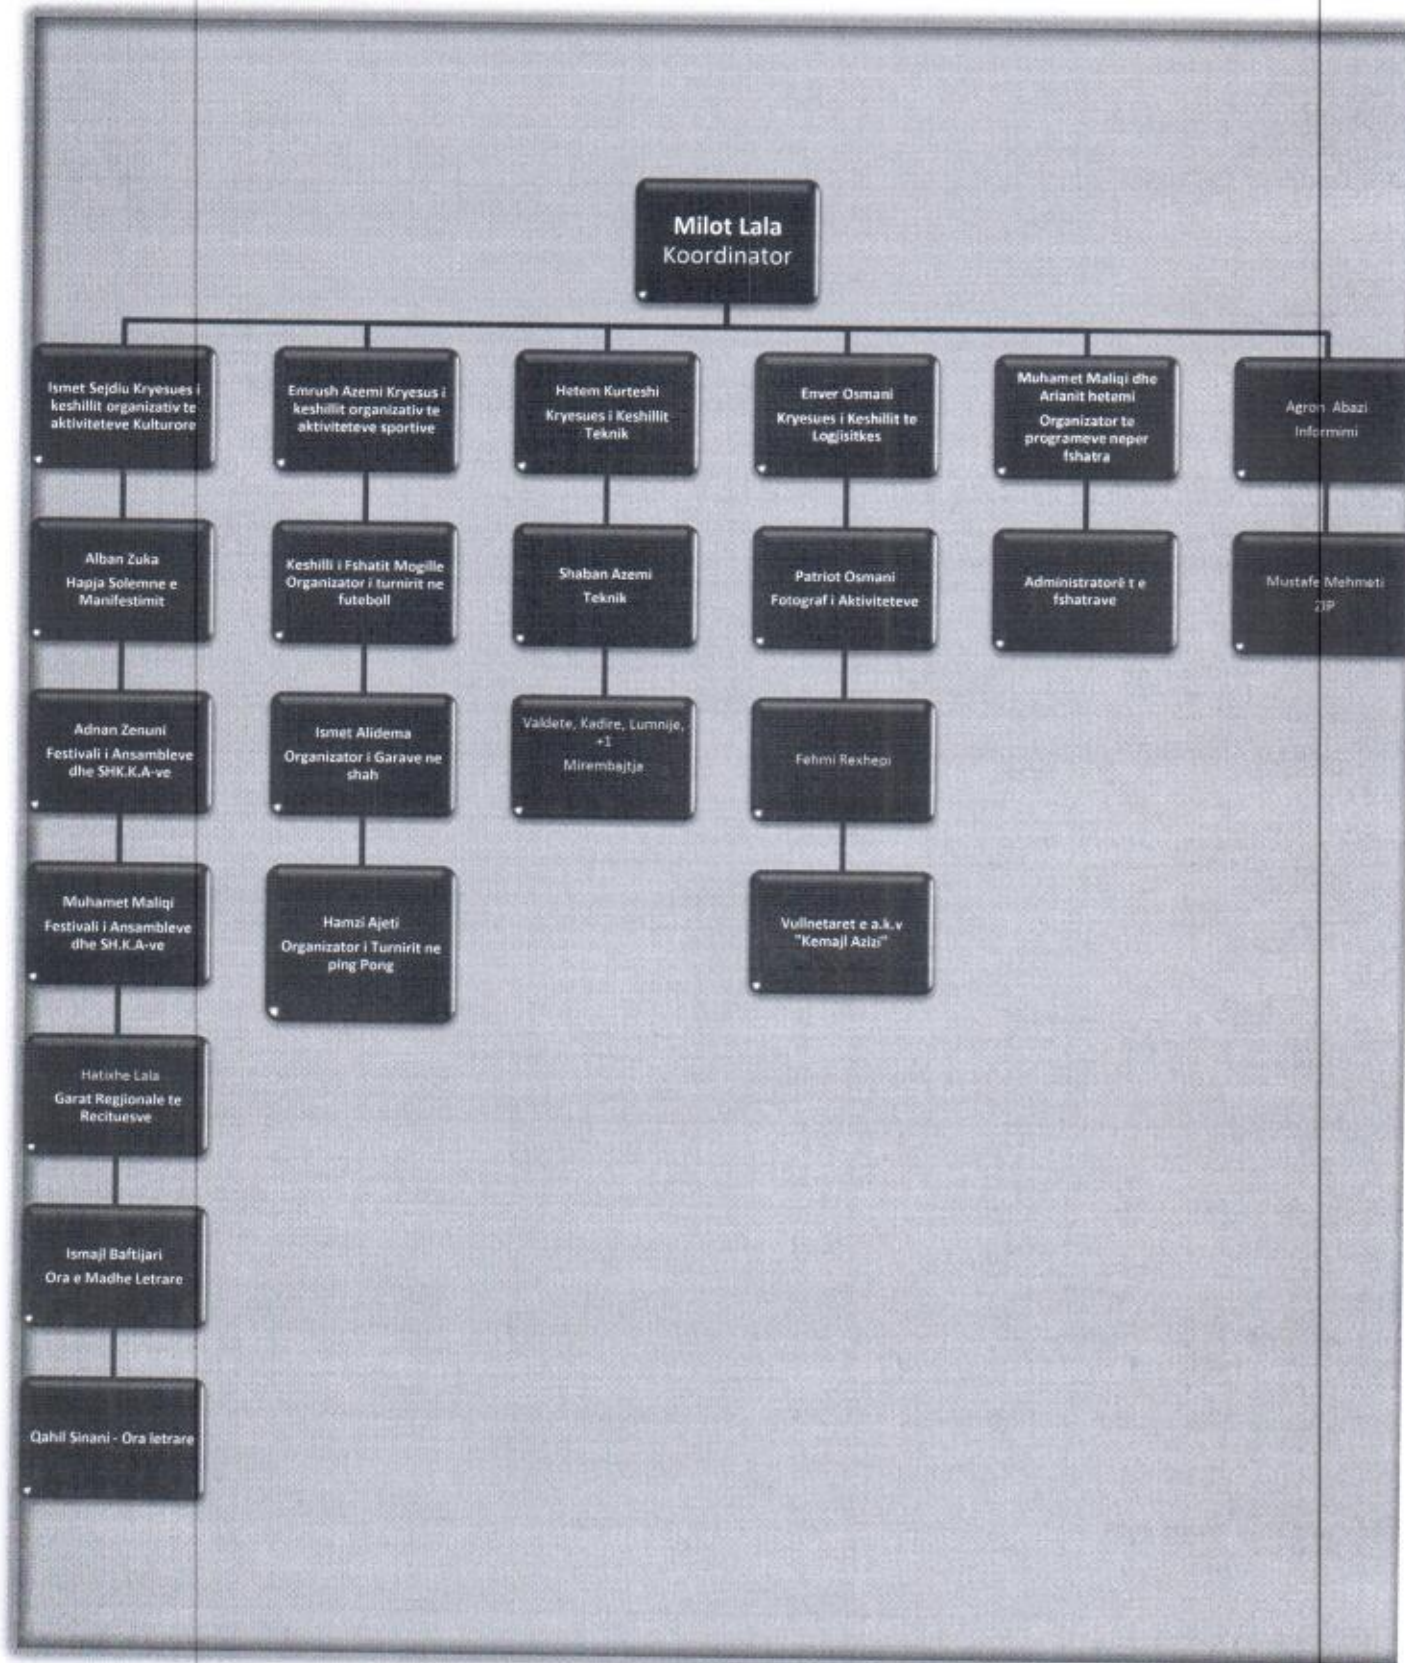 Milot Lala
Koordinator
Ismet Sejdiu Kryesues i
keshillit organizativ te
aktiviteteve Kulturore
Alban Zuka
Hapja Solemne e
Manifestimit
Adnan Zenuni
Festivali i Ansambleve
dhe SHK.K.A-ve
Muhamet Maliqi
Festivali i Ansambleve
dhe SH.K.A-ve
Hatixhe Lala
Garat Regjionale te
Recituesve
Ismajl Baftijari
Ora e Madhe Letrare
Qahil Sinani - Ora letrare
Emrush Azemi Kryesus i
keshillit organizativ te
aktiviteteve sportive
Keshilli i Fshatit Mogille
Organizator i turnirit ne
futeboll
Ismet Alidema
Organizator i Garave ne
shah
Hamzi Ajeti
Organizator i Turnirit ne
ping Pong
Hetem Kurteshi
Kryesues i Keshillit
Teknik
Shaban Azemi
Teknik
Valdete, Kadire, Lumnije,
+1
Mirembajtja
Enver Osmani
Kryesues i Keshillit te
Logjisitkes
Patriot Osmani
Fotograf i Aktiviteteve
Fehmi Rexhepi
Vullnetaret e a.k.v
"Kemajl Azizi"
Muhamet Maliqi dhe
Arianit hetemi
Organizator te
programeve neper
fshatra
Administratorë t e
fshatrave
Agron Abazi
Informimi
Mustafe Mehmeti
ZIP